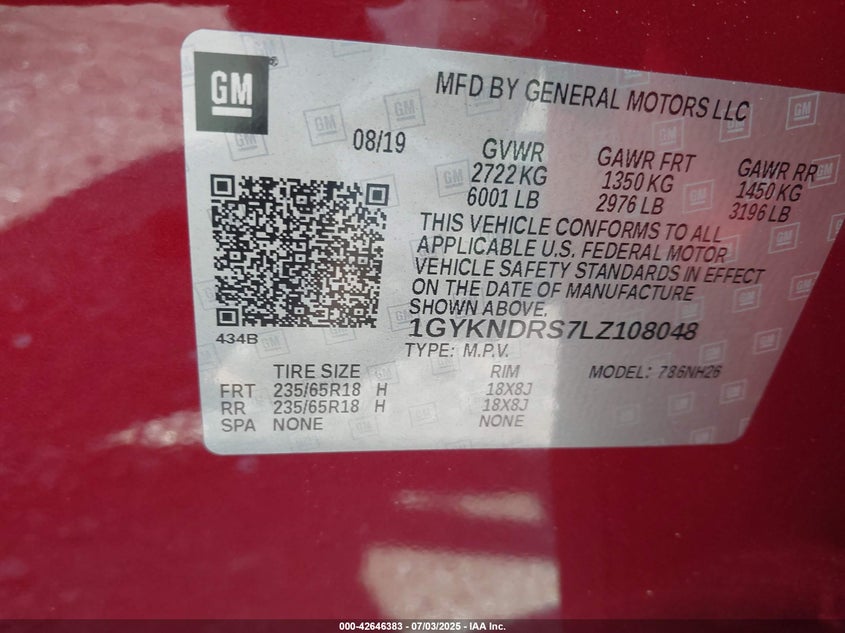 GM
MFD BY GENERAL MOTORS LLC
08/19
GVWR
2722 KG
6001 LB
GAWR FRT
1350 KG
2976 LB
GAWR RR
1450 KG
3196 LB
THIS VEHICLE CONFORMS TO ALL
APPLICABLE U.S. FEDERAL MOTOR
VEHICLE SAFETY STANDARDS IN EFFECT
ON THE DATE OF MANUFACTURE
SHOWN ABOVE.
1GYKNDRS7LZ108048
434B
TYPE: M.P.V.
TIRE SIZE RIM MODEL: 786NH26
FRT 235/65R18 H 18X8J
RR 235/65R18 H 18X8J
SPA NONE NONE
000-42646383 - 07/03/2025 - IAA Inc.